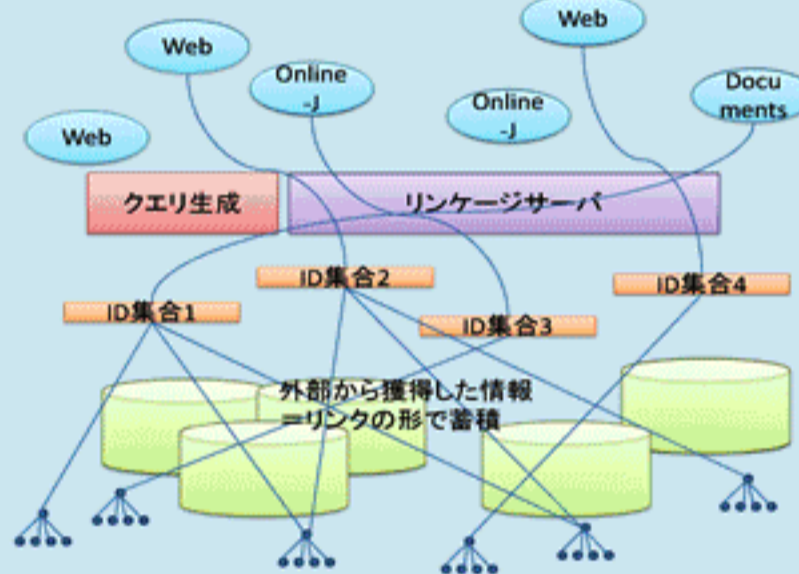 Web
Web
Online
-J
Web
Online
-J
Docu
ments
クエリ生成
リンケージサーバ
ID集合1
ID集合2
ID集合3
ID集合4
外部から獲得した情報
＝リンクの形で蓄積